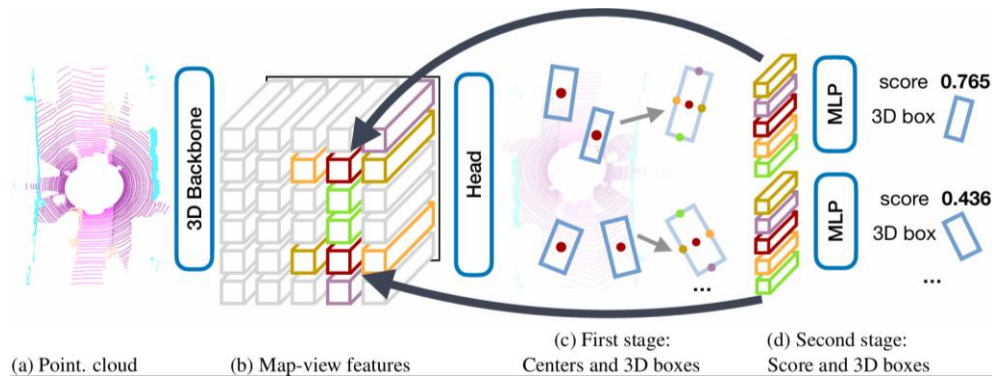 3D Backbone
Head
...
MLP
score 0.765
3D box
MLP
score 0.436
3D box
...
(a) Point. cloud
(b) Map-view features
(c) First stage:
Centers and 3D boxes
(d) Second stage:
Score and 3D boxes